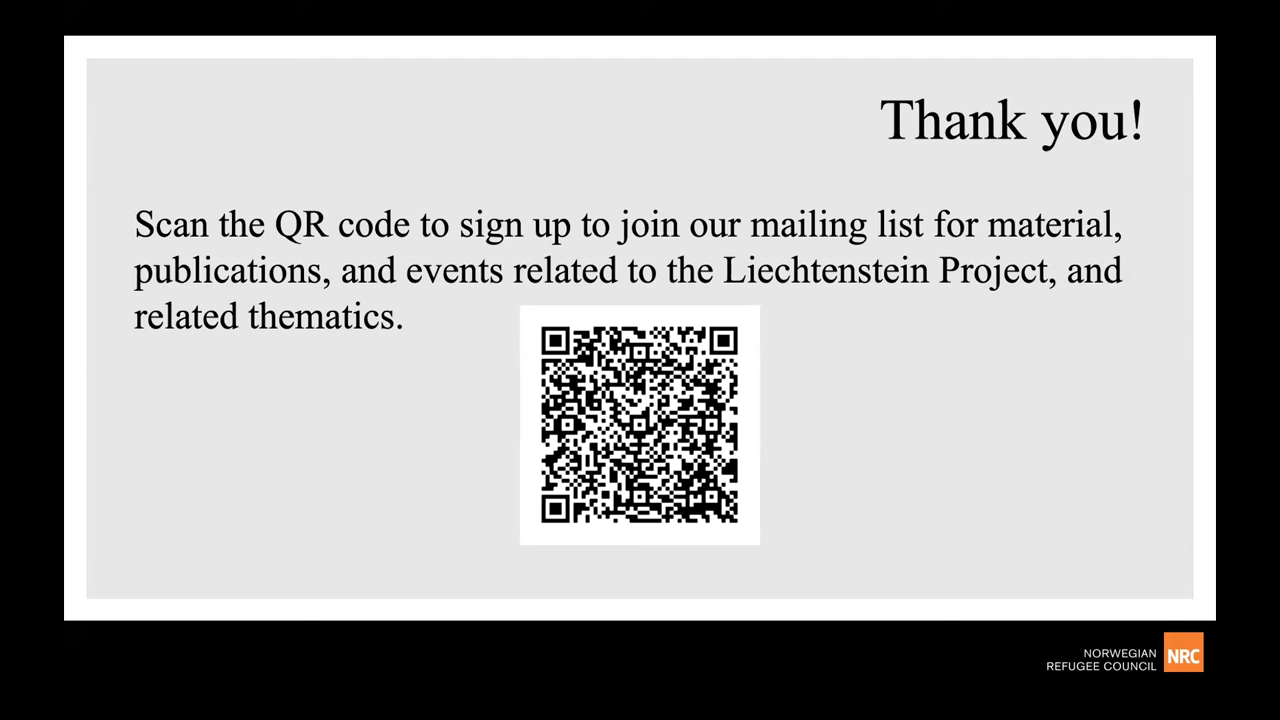 Thank you!
Scan the QR code to sign up to join our mailing list for material,
publications, and events related to the Liechtenstein Project, and
related thematics.
NORWEGIAN
REFUGEE COUNCIL
NRC